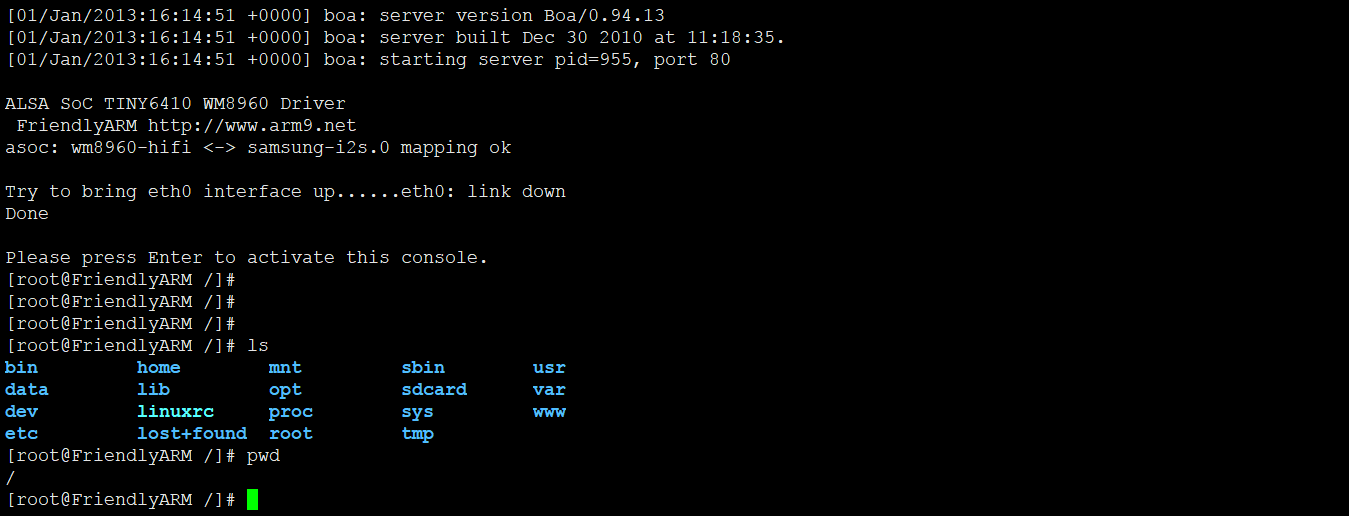 [01/Jan/2013:16:14:51 +0000] boa: server version Boa/0.94.13
[01/Jan/2013:16:14:51 +0000] boa: server built Dec 30 2010 at 11:18:35.
[01/Jan/2013:16:14:51 +0000] boa: starting server pid=955, port 80
ALSA SoC TINY6410 WM8960 Driver
FriendlyARM http://www.arm9.net
asoc: wm8960-hifi <-> samsung-i2s.0 mapping ok
Try to bring eth0 interface up......eth0: link down
Done
Please press Enter to activate this console.
[root@FriendlyARM /]#
[root@FriendlyARM /]#
[root@FriendlyARM /]#
[root@FriendlyARM /]# ls
bin home mnt sbin usr
data lib opt sdcard var
dev linuxrc proc sys www
etc lost+found root tmp
[root@FriendlyARM /]# pwd
/
[root@FriendlyARM /]#